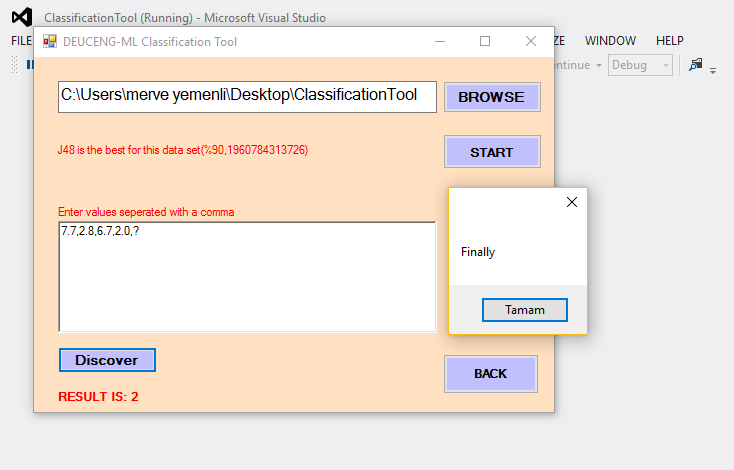 ClassificationTool (Running) - Microsoft Visual Studio
FILE
ZE WINDOW HELP
DEUCENG-ML Classification Tool
ontinue
Debug
C:\Users\merve yemenli\Desktop\ClassificationTool
BROWSE
J48 is the best for this data set(%90,1960784313726)
START
Enter values seperated with a comma
7.7,2.8,6.7,2.0,?
Finally
Tamam
Discover
BACK
RESULT IS: 2